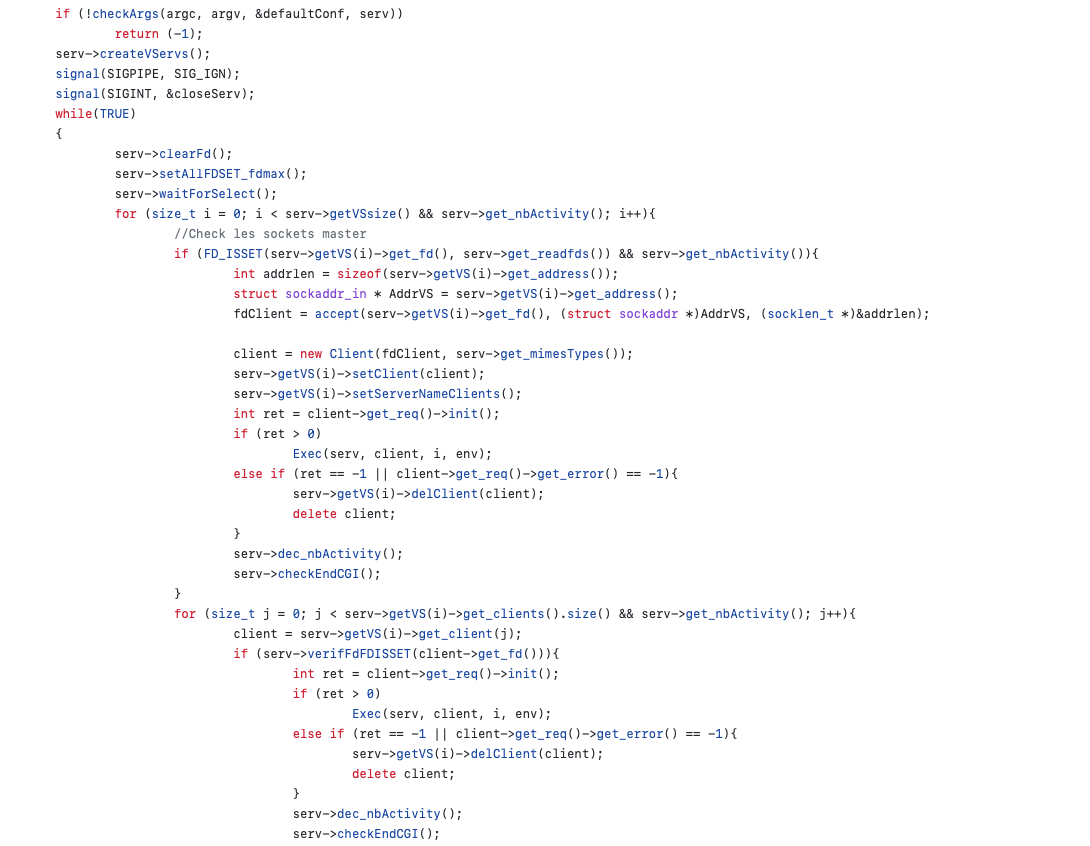 if (!checkArgs(argc, argv, &defaultConf, serv))
return (-1);
serv->createVServs();
signal(SIGPIPE, SIG_IGN);
signal(SIGINT, &closeServ);
while(TRUE)
{
serv->clearFd();
serv->setAllFDSET_fdmax();
serv->waitForSelect();
for (size_t i = 0; i < serv->getVSsize() && serv->get_nbActivity(); i++){
//Check les sockets master
if (FD_ISSET(serv->getVS(i)->get_fd(), serv->get_readfds()) && serv->get_nbActivity()){
int addrlen = sizeof(serv->getVS(i)->get_address());
struct sockaddr_in * AddrVS = serv->getVS(i)->get_address();
fdClient = accept(serv->getVS(i)->get_fd(), (struct sockaddr *)AddrVS, (socklen_t *)&addrlen);
client = new Client(fdClient, serv->get_mimesTypes());
serv->getVS(i)->setClient(client);
serv->getVS(i)->setServerNameClients();
int ret = client->get_req()->init();
if (ret > 0)
Exec(serv, client, i, env);
else if (ret == -1 || client->get_req()->get_error() == -1){
serv->getVS(i)->delClient(client);
delete client;
}
serv->dec_nbActivity();
serv->checkEndCGI();
}
for (size_t j = 0; j < serv->getVS(i)->get_clients().size() && serv->get_nbActivity(); j++){
client = serv->getVS(i)->get_client(j);
if (serv->verifFdFDISSET(client->get_fd())){
int ret = client->get_req()->init();
if (ret > 0)
Exec(serv, client, i, env);
else if (ret == -1 || client->get_req()->get_error() == -1){
serv->getVS(i)->delClient(client);
delete client;
}
serv->dec_nbActivity();
serv->checkEndCGI();